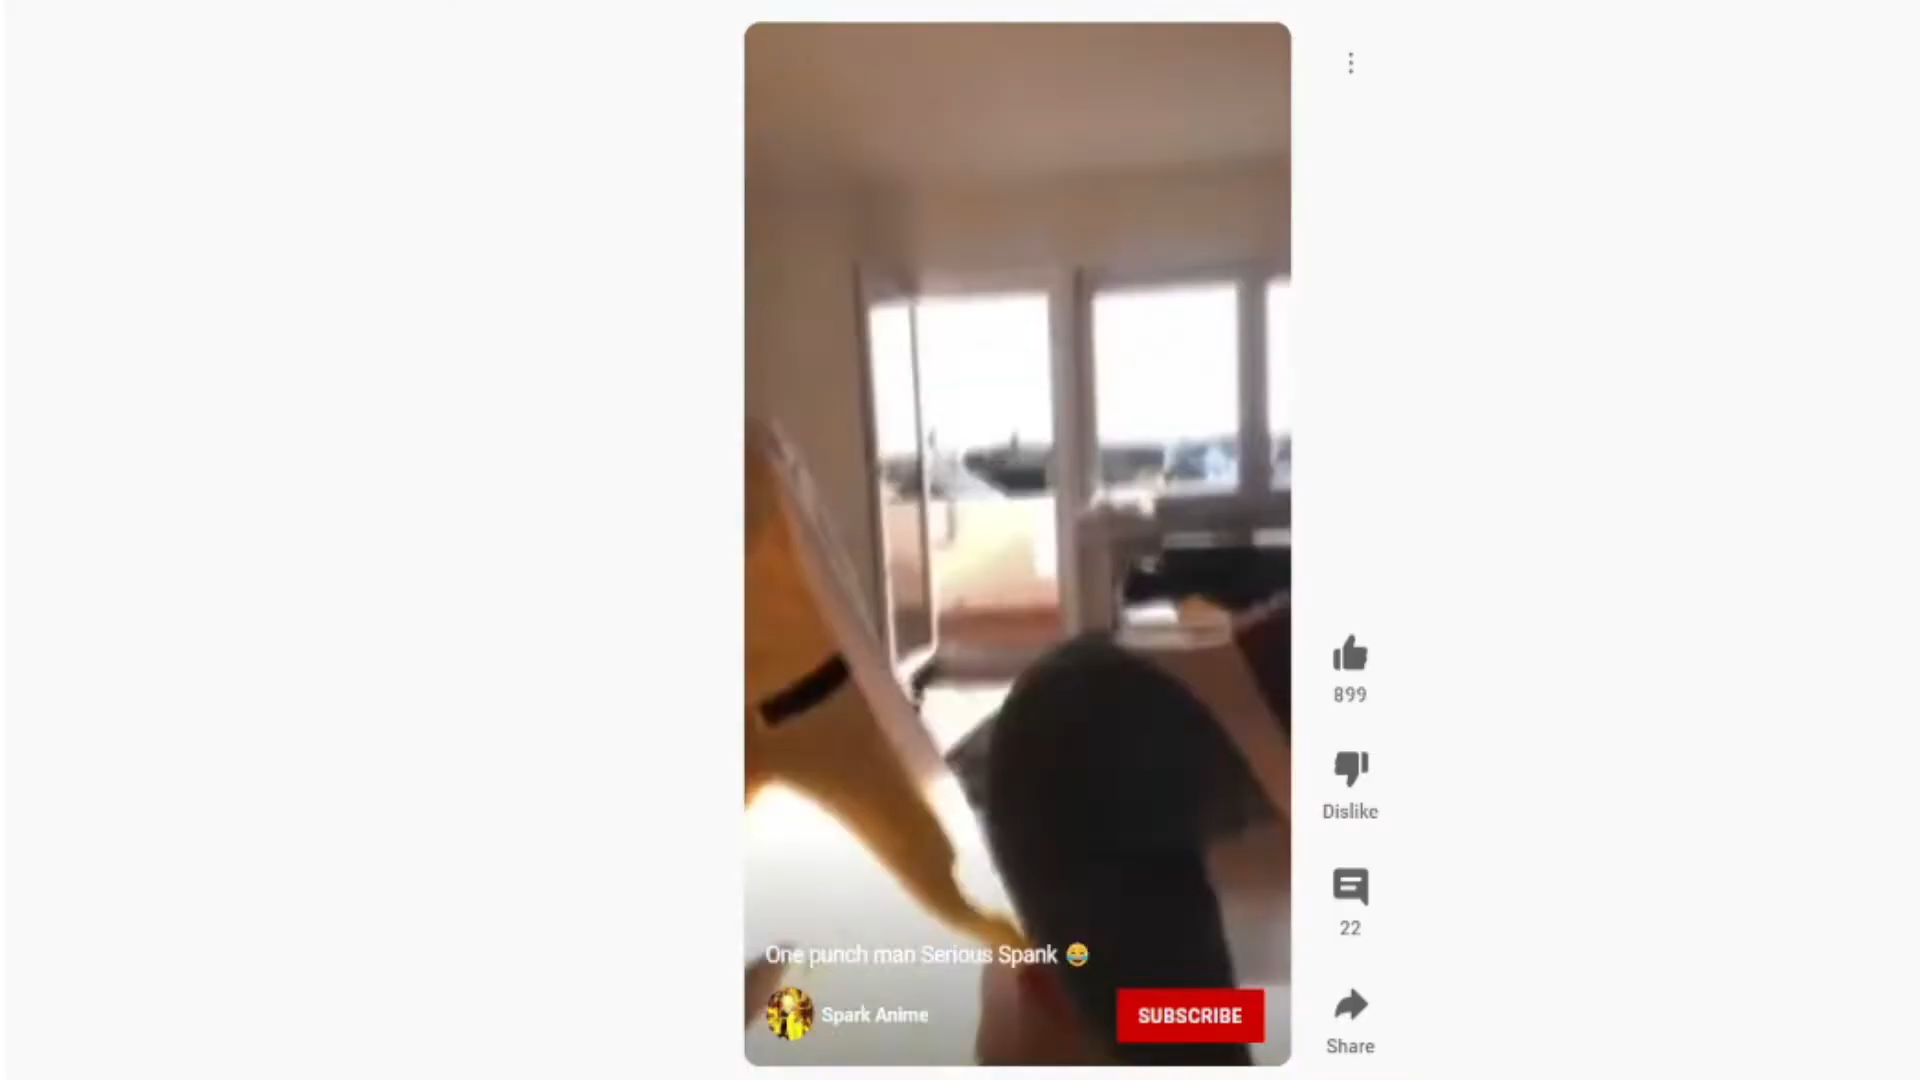 899
Dislike
22
One punch man Serious Spank 😂
Spark Anime
SUBSCRIBE
Share